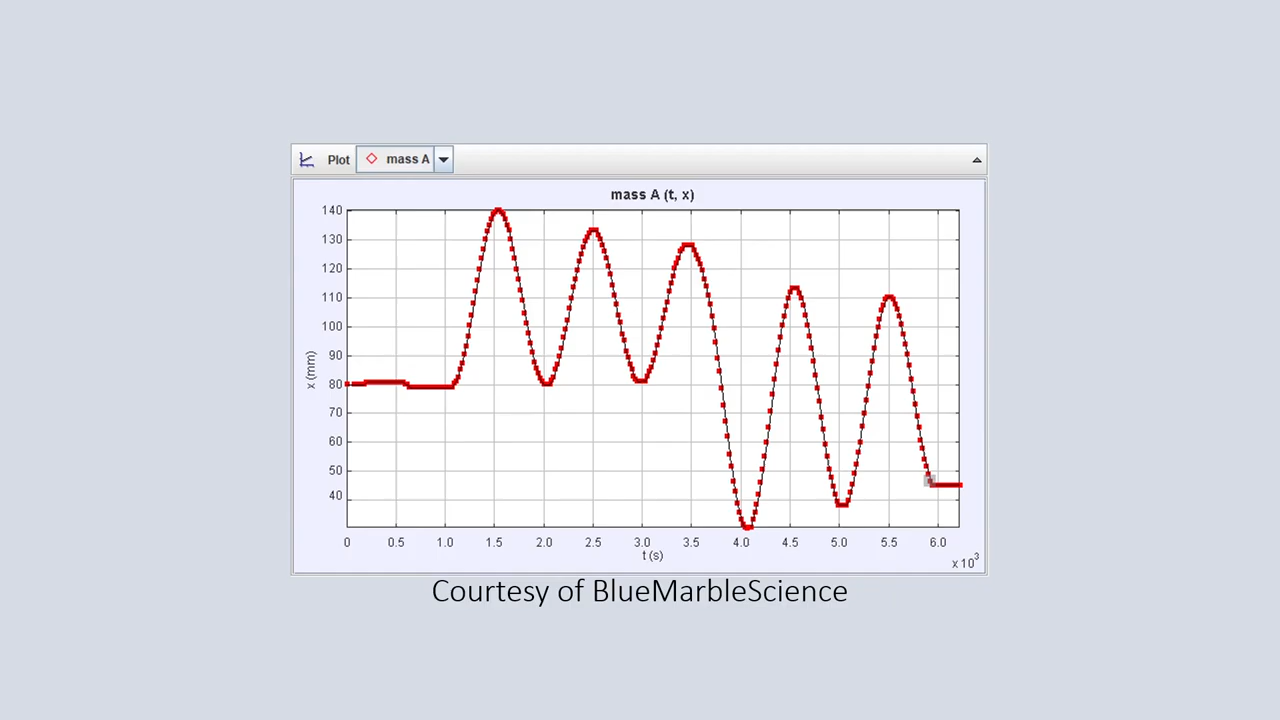 Plot mass A
mass A (t, x)
140
130
120
110
100
90
80
70
60
50
40
x (mm)
0 0.5 1.0 1.5 2.0 2.5 3.0 3.5 4.0 4.5 5.0 5.5 6.0
t (s)
x 10³
Courtesy of BlueMarbleScience